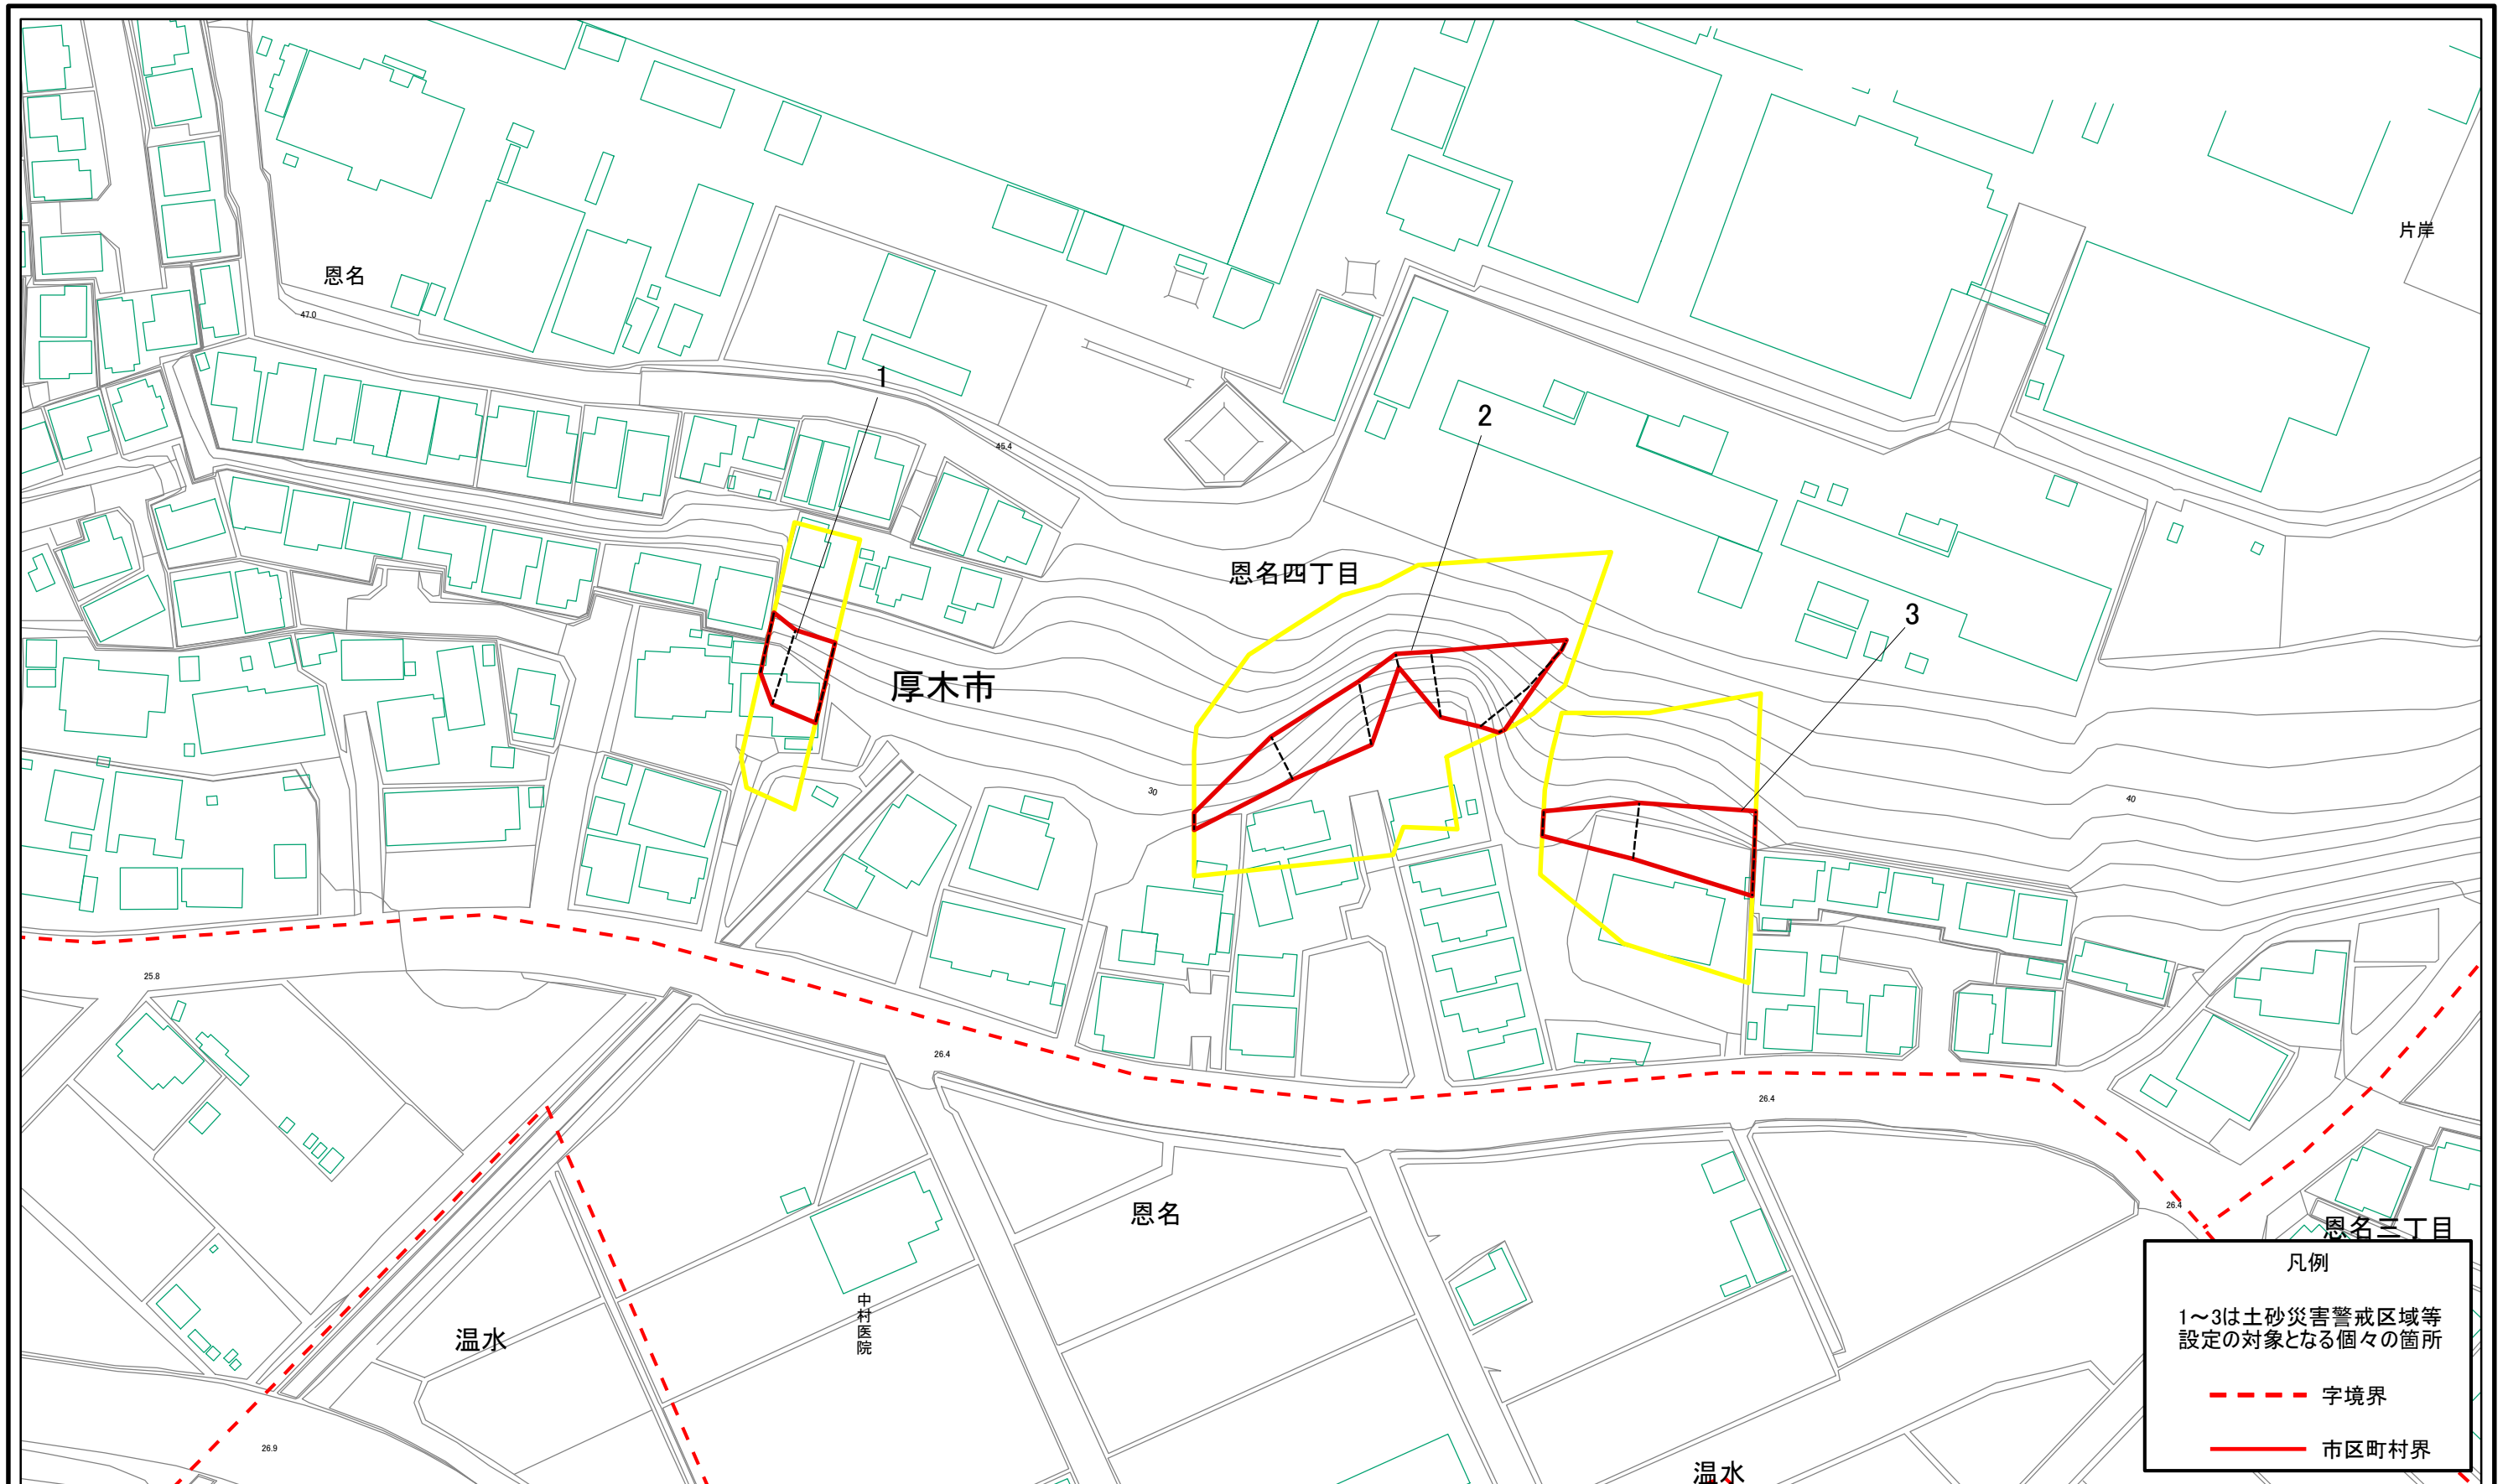 片岸
恩名
47.0
1
2
45.4
恩名四丁目
3
厚木市
30
40
25.8
26.4
26.4
26.4
恩名
恩名三丁目
中村医院
温水
26.9
温水
凡例
1～3は土砂災害警戒区域等
設定の対象となる個々の箇所
字境界
市区町村界